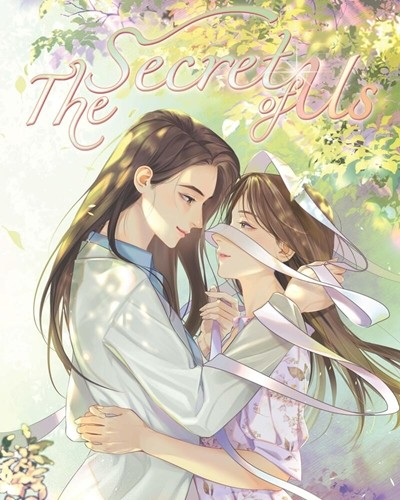 The Secret
of Us